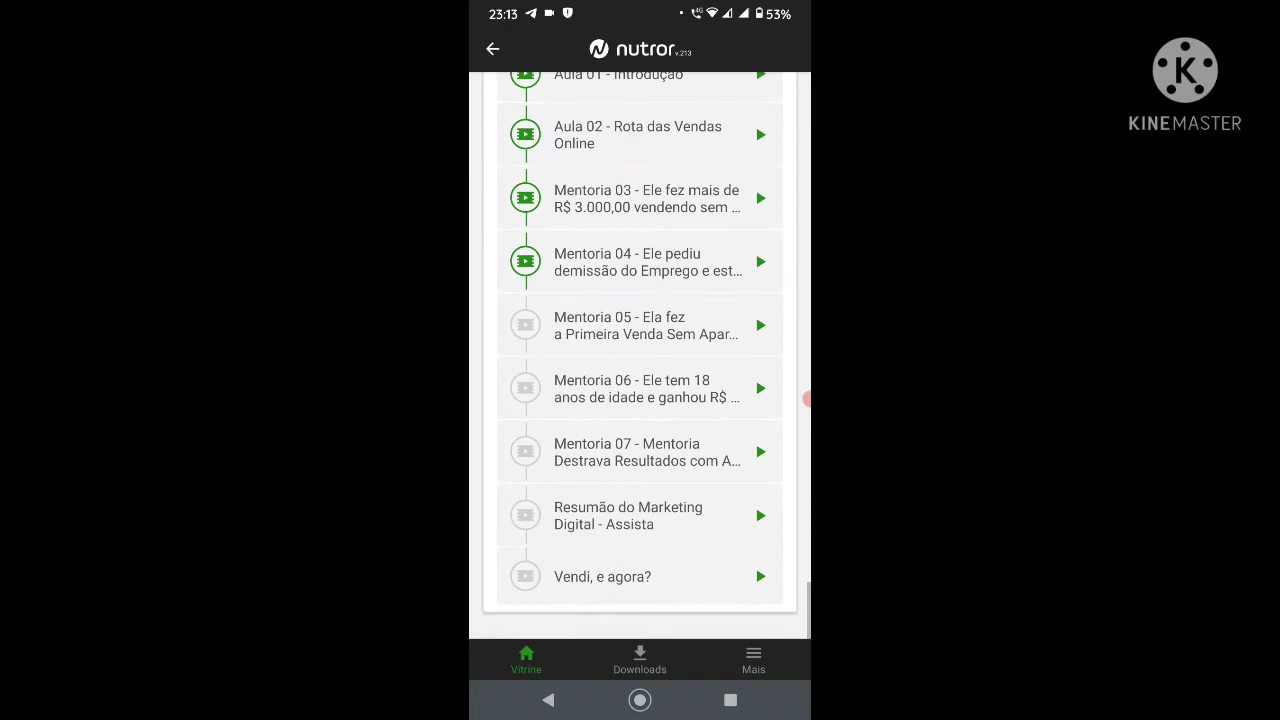 23:13
4G
53%
nutror v.213
Aula 01 - Introdução
Aula 02 - Rota das Vendas
Online
Mentoria 03 - Ele fez mais de
R$ 3.000,00 vendendo sem ...
Mentoria 04 - Ele pediu
demissão do Emprego e est...
Mentoria 05 - Ela fez
a Primeira Venda Sem Apar...
Mentoria 06 - Ele tem 18
anos de idade e ganhou R$ ...
Mentoria 07 - Mentoria
Destrava Resultados com A...
Resumão do Marketing
Digital - Assista
Vendi, e agora?
Vitrine
Downloads
Mais
K
KINEMASTER